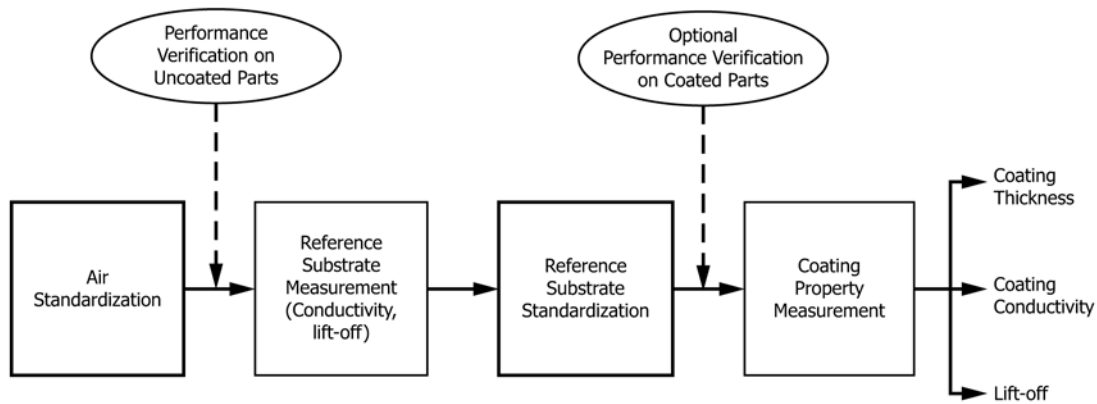 Performance
Verification on
Uncoated Parts
Optional
Performance Verification
on Coated Parts
Air
Standardization
Reference
Substrate
Measurement
(Conductivity,
lift-off)
Reference
Substrate
Standardization
Coating
Property
Measurement
Coating
Thickness
Coating
Conductivity
Lift-off